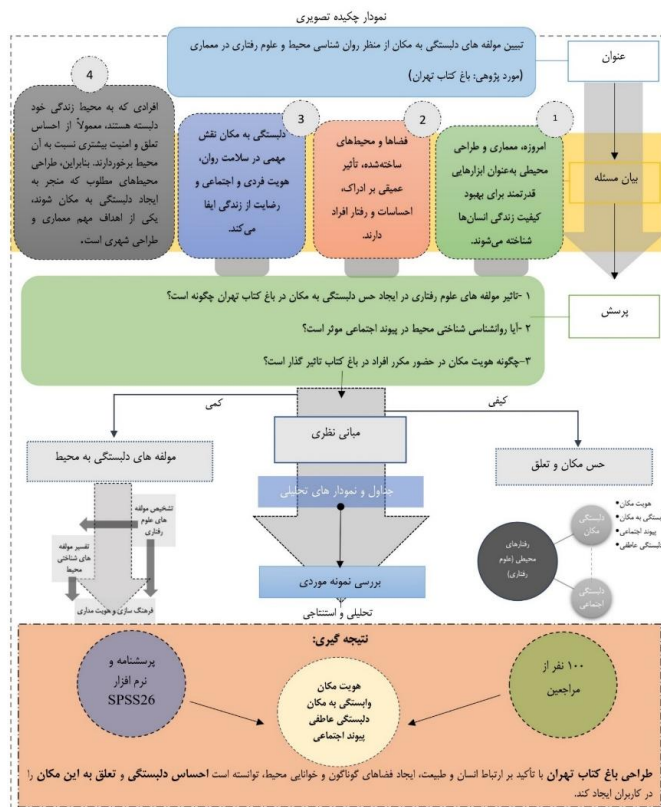 نمودار چکیده تصویری
عنوان
تبیین مولفه های دلبستگی به مکان از منظر روان شناسی محیط و علوم رفتاری در معماری
(مورد پژوهی: باغ کتاب تهران)
بیان مسئله
1
امروزه، معماری و طراحی
محیطی به‌عنوان ابزارهایی
قدرتمند برای بهبود
کیفیت زندگی انسان‌ها
شناخته می‌شوند.
2
فضاها و محیط‌های
ساخته‌شده، تأثیر
عمیقی بر ادراک،
احساسات و رفتار افراد
دارند.
3
دلبستگی به مکان نقش
مهمی در سلامت روان،
هویت فردی و اجتماعی و
رضایت از زندگی ایفا
می‌کند.
4
افرادی که به محیط زندگی خود
دلبسته هستند، معمولاً از احساس
تعلق و امنیت بیشتری نسبت به آن
محیط برخوردارند. بنابراین، طراحی
محیط‌های مطلوب که منجر به
ایجاد دلبستگی به مکان شوند،
یکی از اهداف مهم معماری و
طراحی شهری است.
پرسش
۱ -تاثیر مولفه های علوم رفتاری در ایجاد حس دلبستگی به مکان در باغ کتاب تهران چگونه است؟
۲ -آیا روانشناسی شناختی محیط در پیوند اجتماعی موثر است؟
۳-چگونه هویت مکان در حضور مکرر افراد در باغ کتاب تاثیر گذار است؟
کیفی
کمی
مبانی نظری
حس مکان و تعلق
مولفه های دلبستگی به محیط
جداول و نمودار های تحلیلی
هویت مکان
بستگی به مکان
پیوند اجتماعی
دلبستگی عاطفی
دلبستگی
مکان
رفتارهای
محیطی (علوم
رفتاری)
دلبستگی
اجتماعی
تشخیص مولفه
های علوم
رفتاری
تفسیر مولفه
های شناختی
محیط
فرهنگ سازی و هویت مداری
بررسی نمونه موردی
تحلیلی و استنتاجی
نتیجه گیری:
۱۰۰ نفر از
مراجعین
هویت مکان
وابستگی به مکان
دلبستگی عاطفی
پیوند اجتماعی
پرسشنامه و
نرم افزار
SPSS26
طراحی باغ کتاب تهران با تأکید بر ارتباط انسان و طبیعت، ایجاد فضاهای گوناگون و خوانایی محیط، توانسته است احساس دلبستگی و تعلق به این مکان را
در کاربران ایجاد کند.